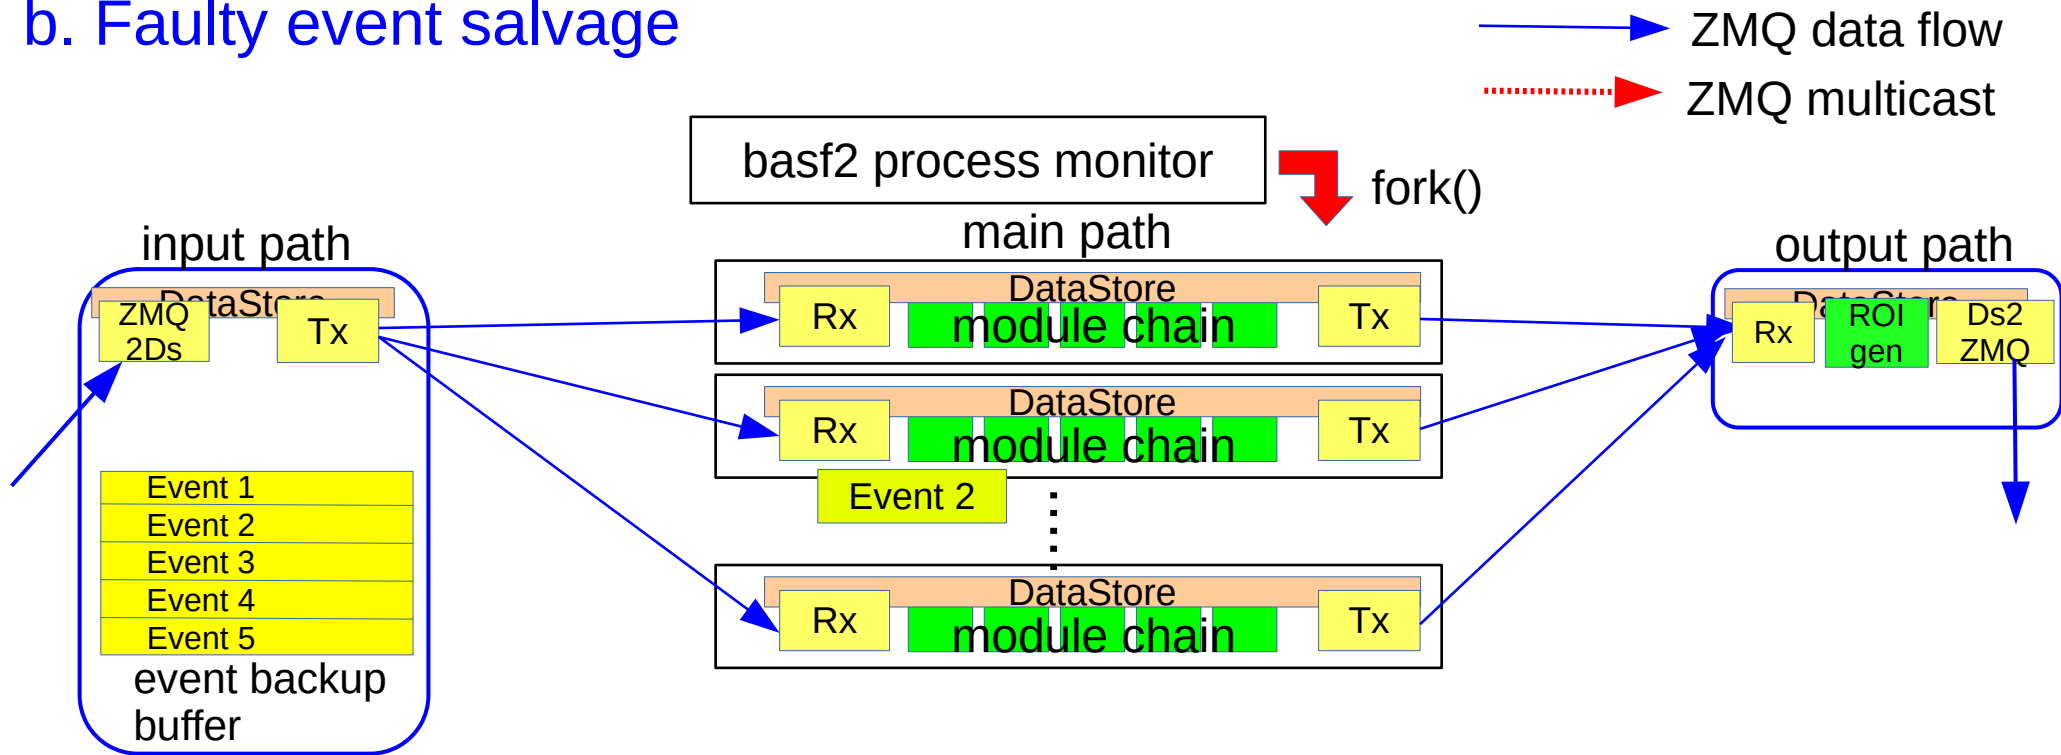 b. Faulty event salvage
ZMQ data flow
ZMQ multicast
basf2 process monitor
fork()
input path
main path
output path
DataStore
ZMQ
2Ds
Tx
Event 1
Event 2
Event 3
Event 4
Event 5
event backup
buffer
DataStore
Rx
module chain
Tx
DataStore
Rx
module chain
Tx
Event 2
DataStore
Rx
module chain
Tx
DataStore
Rx
ROI
gen
Ds2
ZMQ